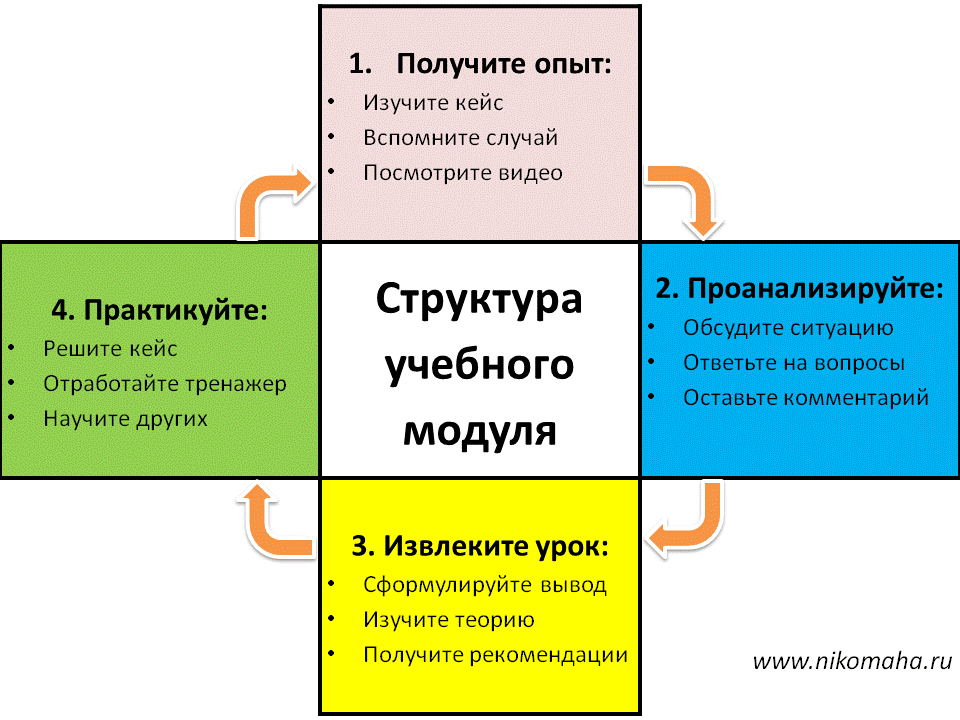 1. Получите опыт:
• Изучите кейс
• Вспомните случай
• Посмотрите видео
2. Проанализируйте:
• Обсудите ситуацию
• Ответьте на вопросы
• Оставьте комментарий
4. Практикуйте:
• Решите кейс
• Отработайте тренажер
• Научите других
Структура
учебного
модуля
3. Извлеките урок:
• Сформулируйте вывод
• Изучите теорию
• Получите рекомендации
www.nikomaha.ru